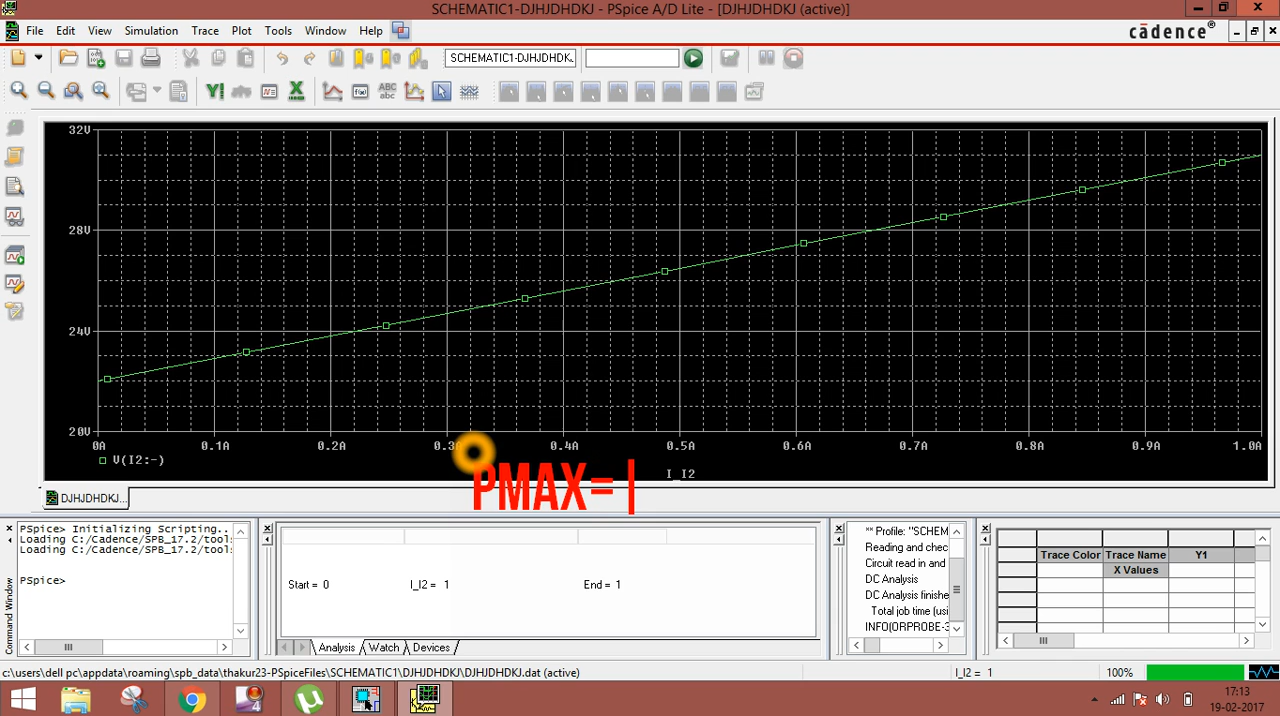 SCHEMATIC1-DJHJDHDKJ - PSpice A/D Lite - [DJHJDHDKJ (active)]
File Edit View Simulation Trace Plot Tools Window Help
cādence®
SCHEMATIC1-DJHJDHDK..
ABC
abc
32V
28V
24V
20V
0A 0.1A 0.2A 0.3A 0.4A 0.5A 0.6A 0.7A 0.8A 0.9A 1.0A
V(I2:-)
I_I2
PMAX=
DJHJDHDKJ...
Command Window
PSpice> Initializing Scripting..
Loading C:/Cadence/SPB_17.2/tool
Loading C:/Cadence/SPB_17.2/tool
PSpice>
Start = 0 I_I2 = 1 End = 1
Analysis Watch Devices
** Profile: "SCHEM
Reading and chec
Circuit read in and
DC Analysis
DC Analysis finishe
Total job time (usi
INFO(ORPROBE-3
Trace Color Trace Name Y1
X Values
c:\users\dell pc\appdata\roaming\spb_data\thakur23-PSpiceFiles\SCHEMATIC1\DJHJDHDKJ\DJHJDHDKJ.dat (active)
I_I2 = 1 100%
17:13
19-02-2017